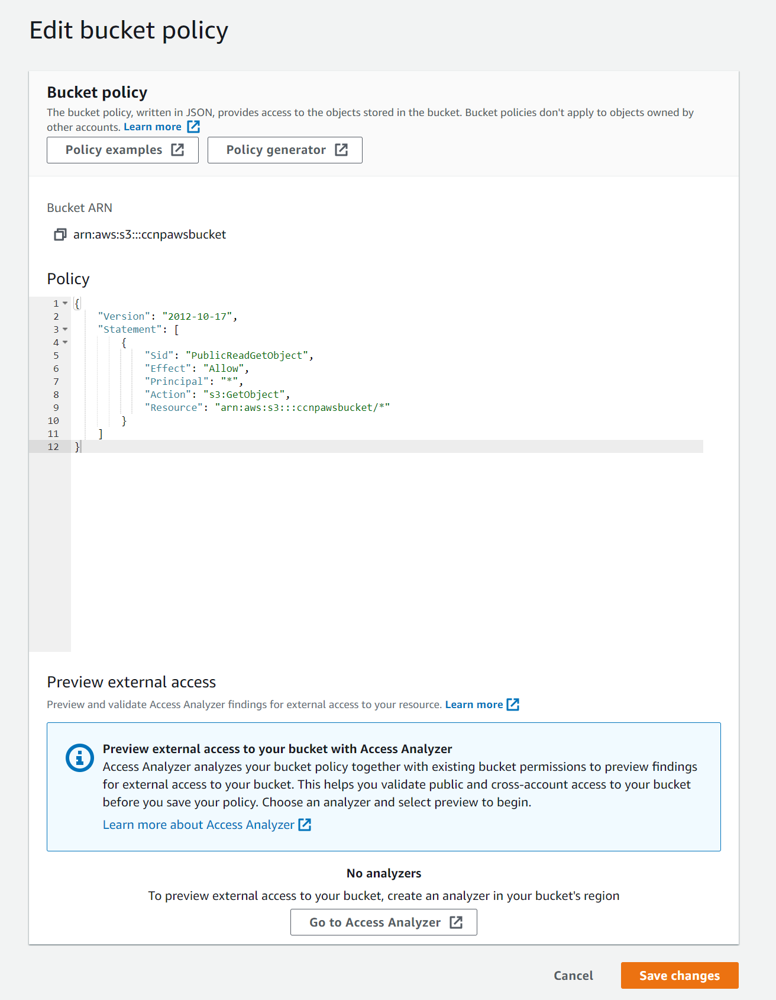 Edit bucket policy
Bucket policy
The bucket policy, written in JSON, provides access to the objects stored in the bucket. Bucket policies don't apply to objects owned by
other accounts. Learn more
Policy examples
Policy generator
Bucket ARN
arn:aws:s3:::ccnpawsbucket
Policy
1 {
2     "Version": "2012-10-17",
3     "Statement": [
4         {
5             "Sid": "PublicReadGetObject",
6             "Effect": "Allow",
7             "Principal": "*",
8             "Action": "s3:GetObject",
9             "Resource": "arn:aws:s3:::ccnpawsbucket/*"
10         }
11     ]
12 }
Preview external access
Preview and validate Access Analyzer findings for external access to your resource. Learn more
Preview external access to your bucket with Access Analyzer
Access Analyzer analyzes your bucket policy together with existing bucket permissions to preview findings
for external access to your bucket. This helps you validate public and cross-account access to your bucket
before you save your policy. Choose an analyzer and select preview to begin.
Learn more about Access Analyzer
No analyzers
To preview external access to your bucket, create an analyzer in your bucket's region
Go to Access Analyzer
Cancel
Save changes